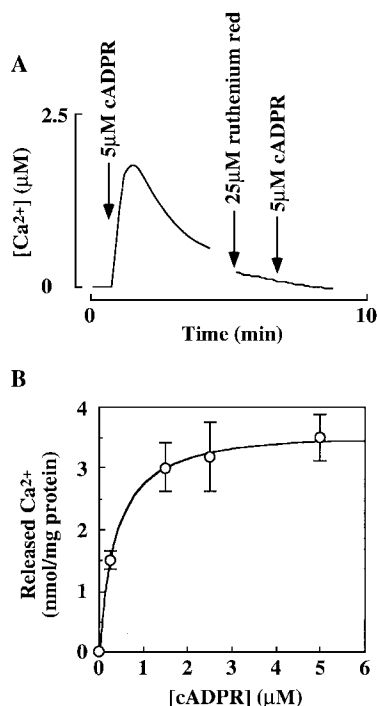 A
5μM cADPR
25μM ruthenium red
5μM cADPR
2.5
[Ca²⁺] (μM)
0
0
10
Time (min)
B
4
3
2
1
0
Released Ca²⁺
(nmol/mg protein)
0 1 2 3 4 5 6
[cADPR] (μM)